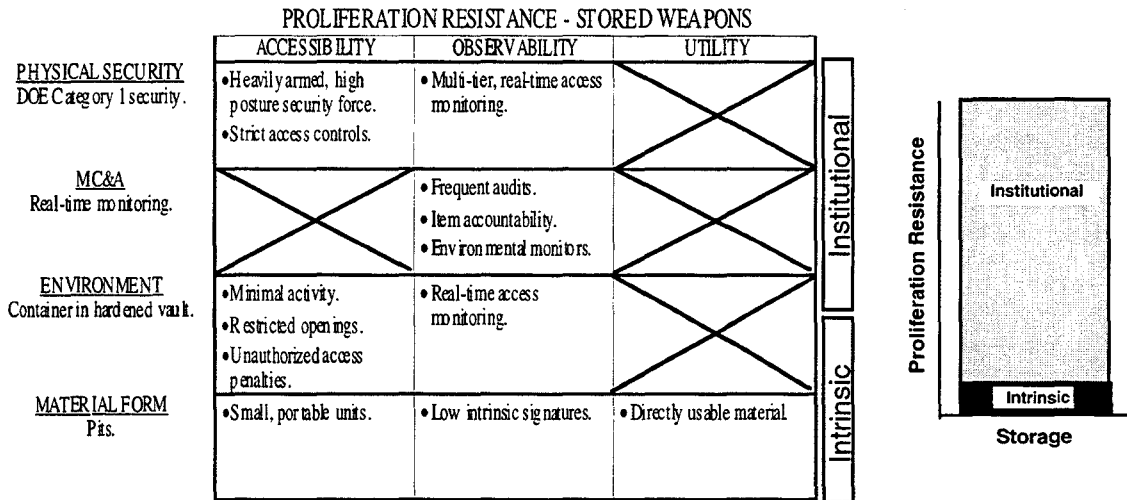 PROLIFERATION RESISTANCE - STORED WEAPONS
ACCESSIBILITY OBSERVABILITY UTILITY
PHYSICAL SECURITY
DOE Category 1 security.
•Heavily armed, high
posture security force.
•Strict access controls.
•Multi-tier, real-time access
monitoring.
MC&A
Real-time monitoring.
• Frequent audits.
•Item accountability.
•Environmental monitors.
ENVIRONMENT
Container in hardened vault.
•Minimal activity.
•Restricted openings.
•Unauthorized access
penalties.
•Real-time access
monitoring.
MATERIAL FORM
Pits.
•Small, portable units.
•Low intrinsic signatures.
• Directly usable material.
Institutional
Intrinsic
Proliferation Resistance
Institutional
Intrinsic
Storage